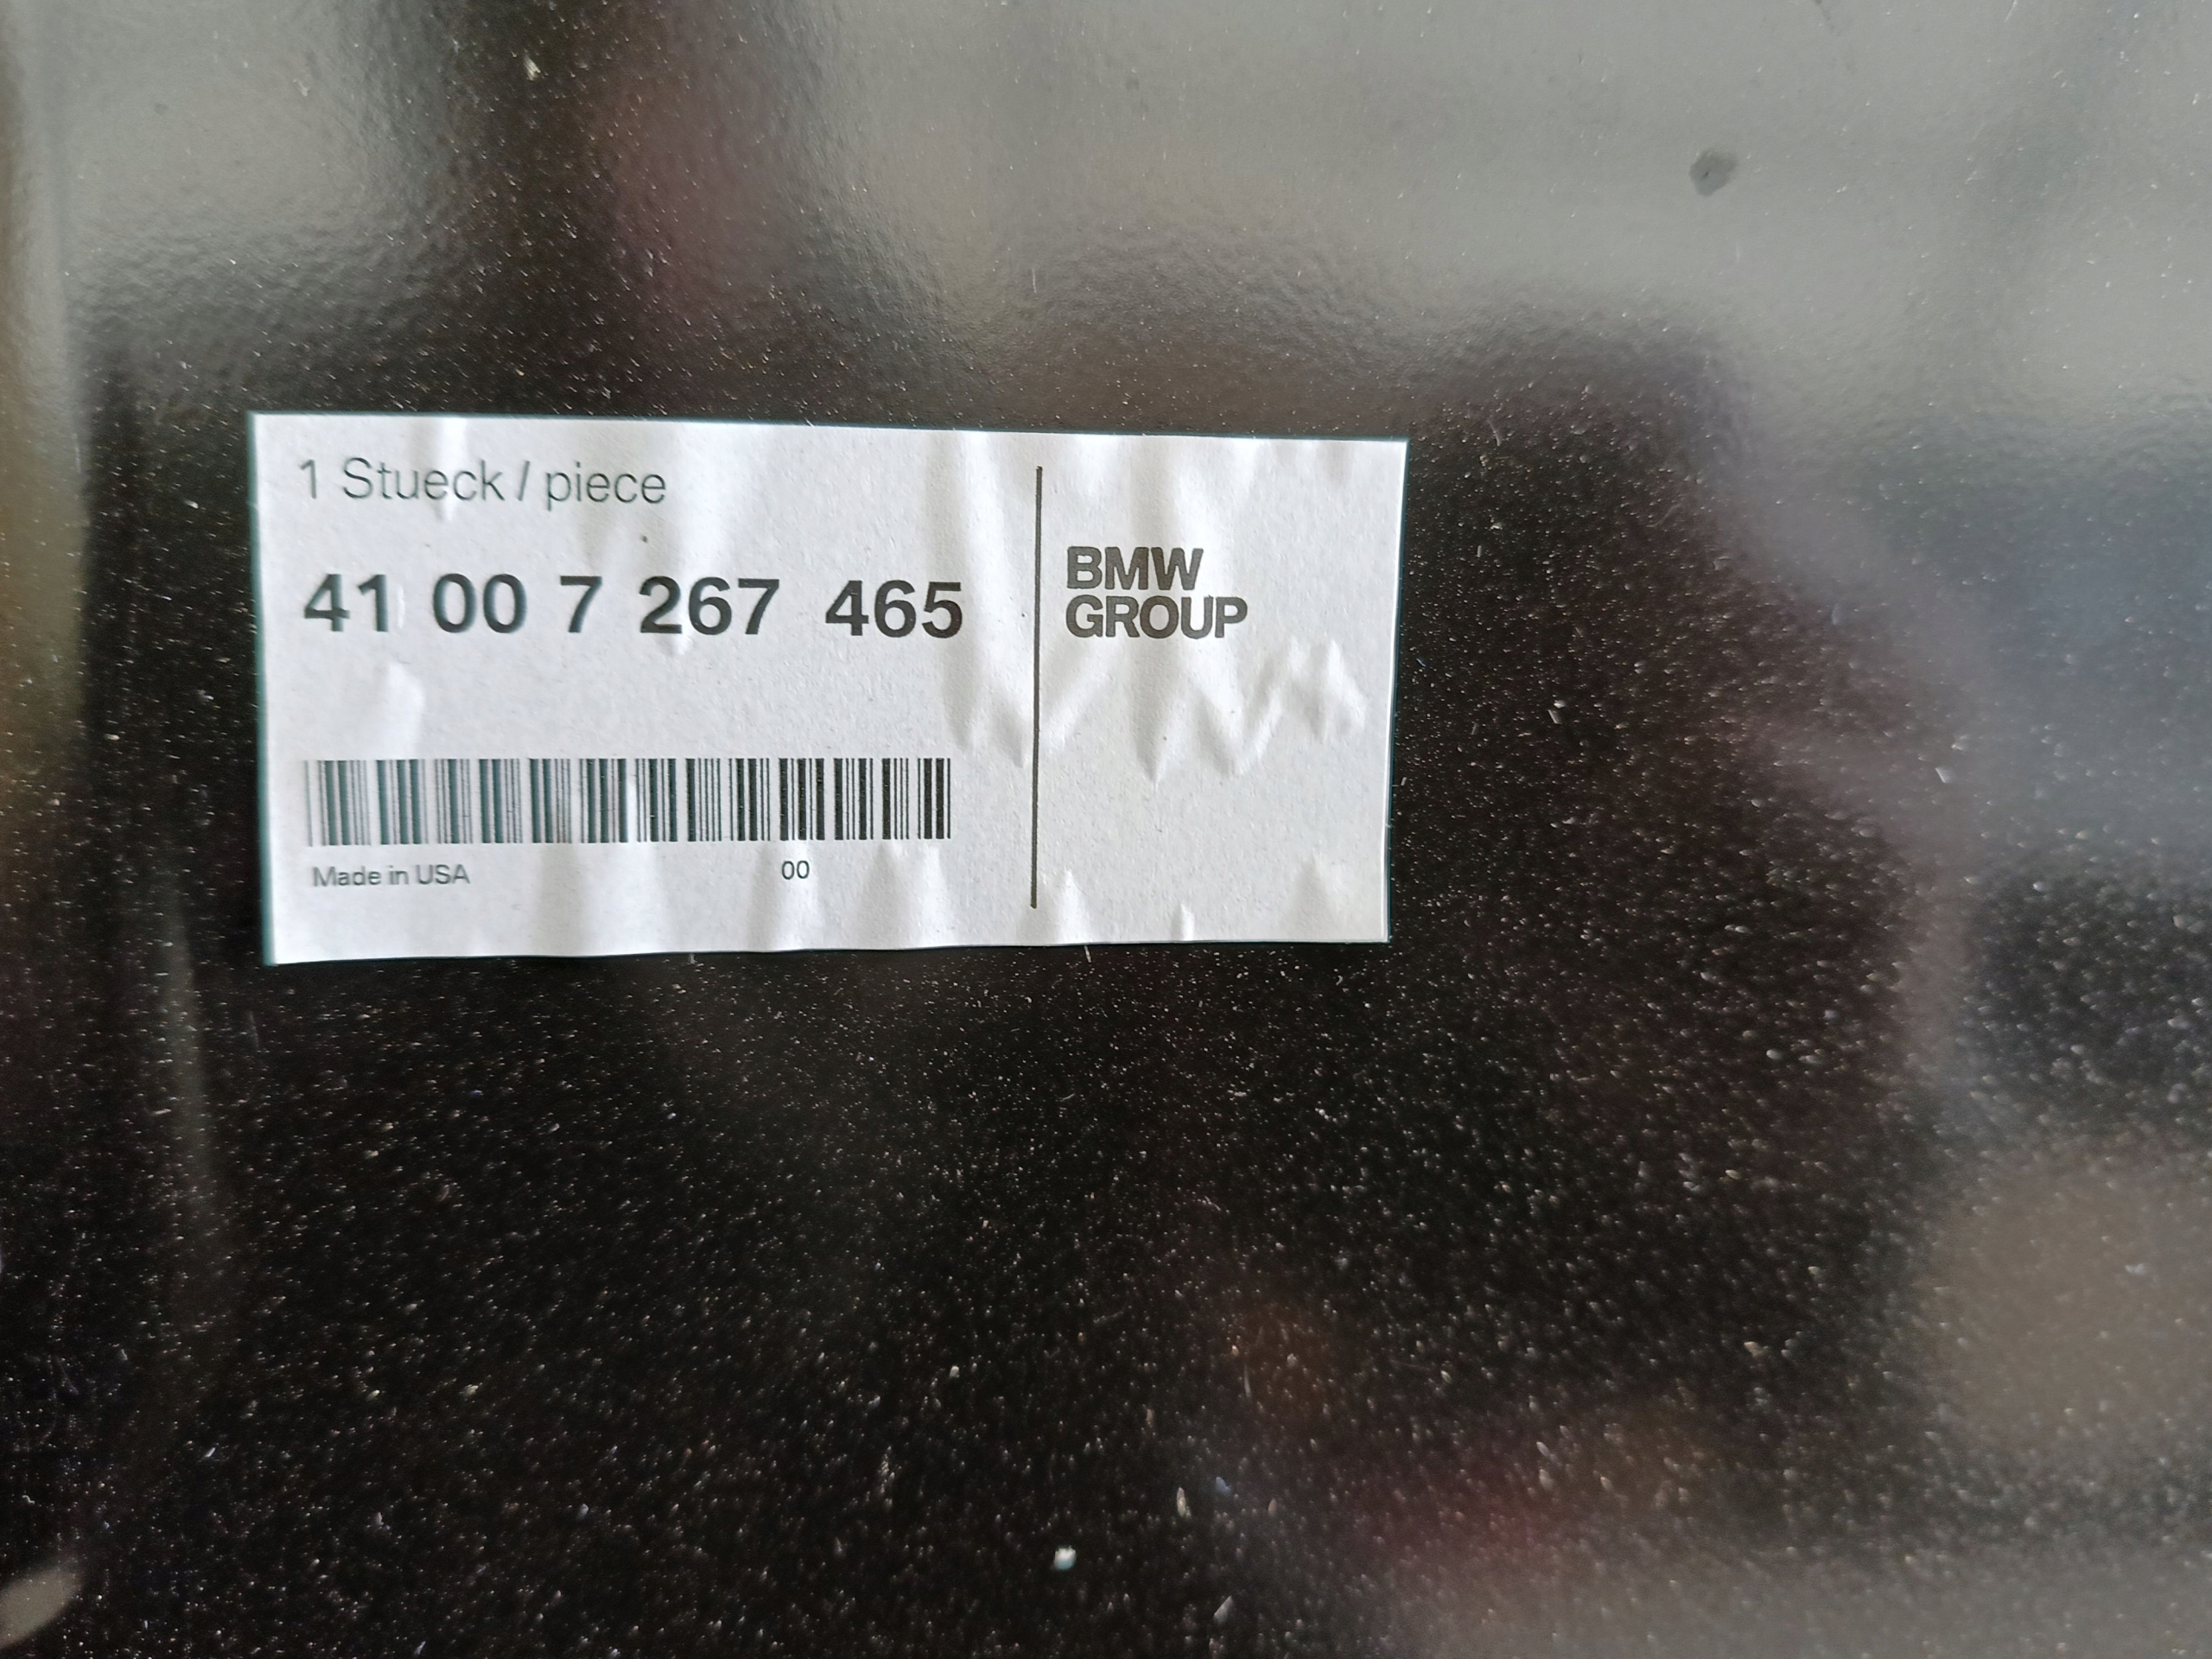 1 Stueck / piece
41 00 7 267 465
BMW
GROUP
Made in USA
00